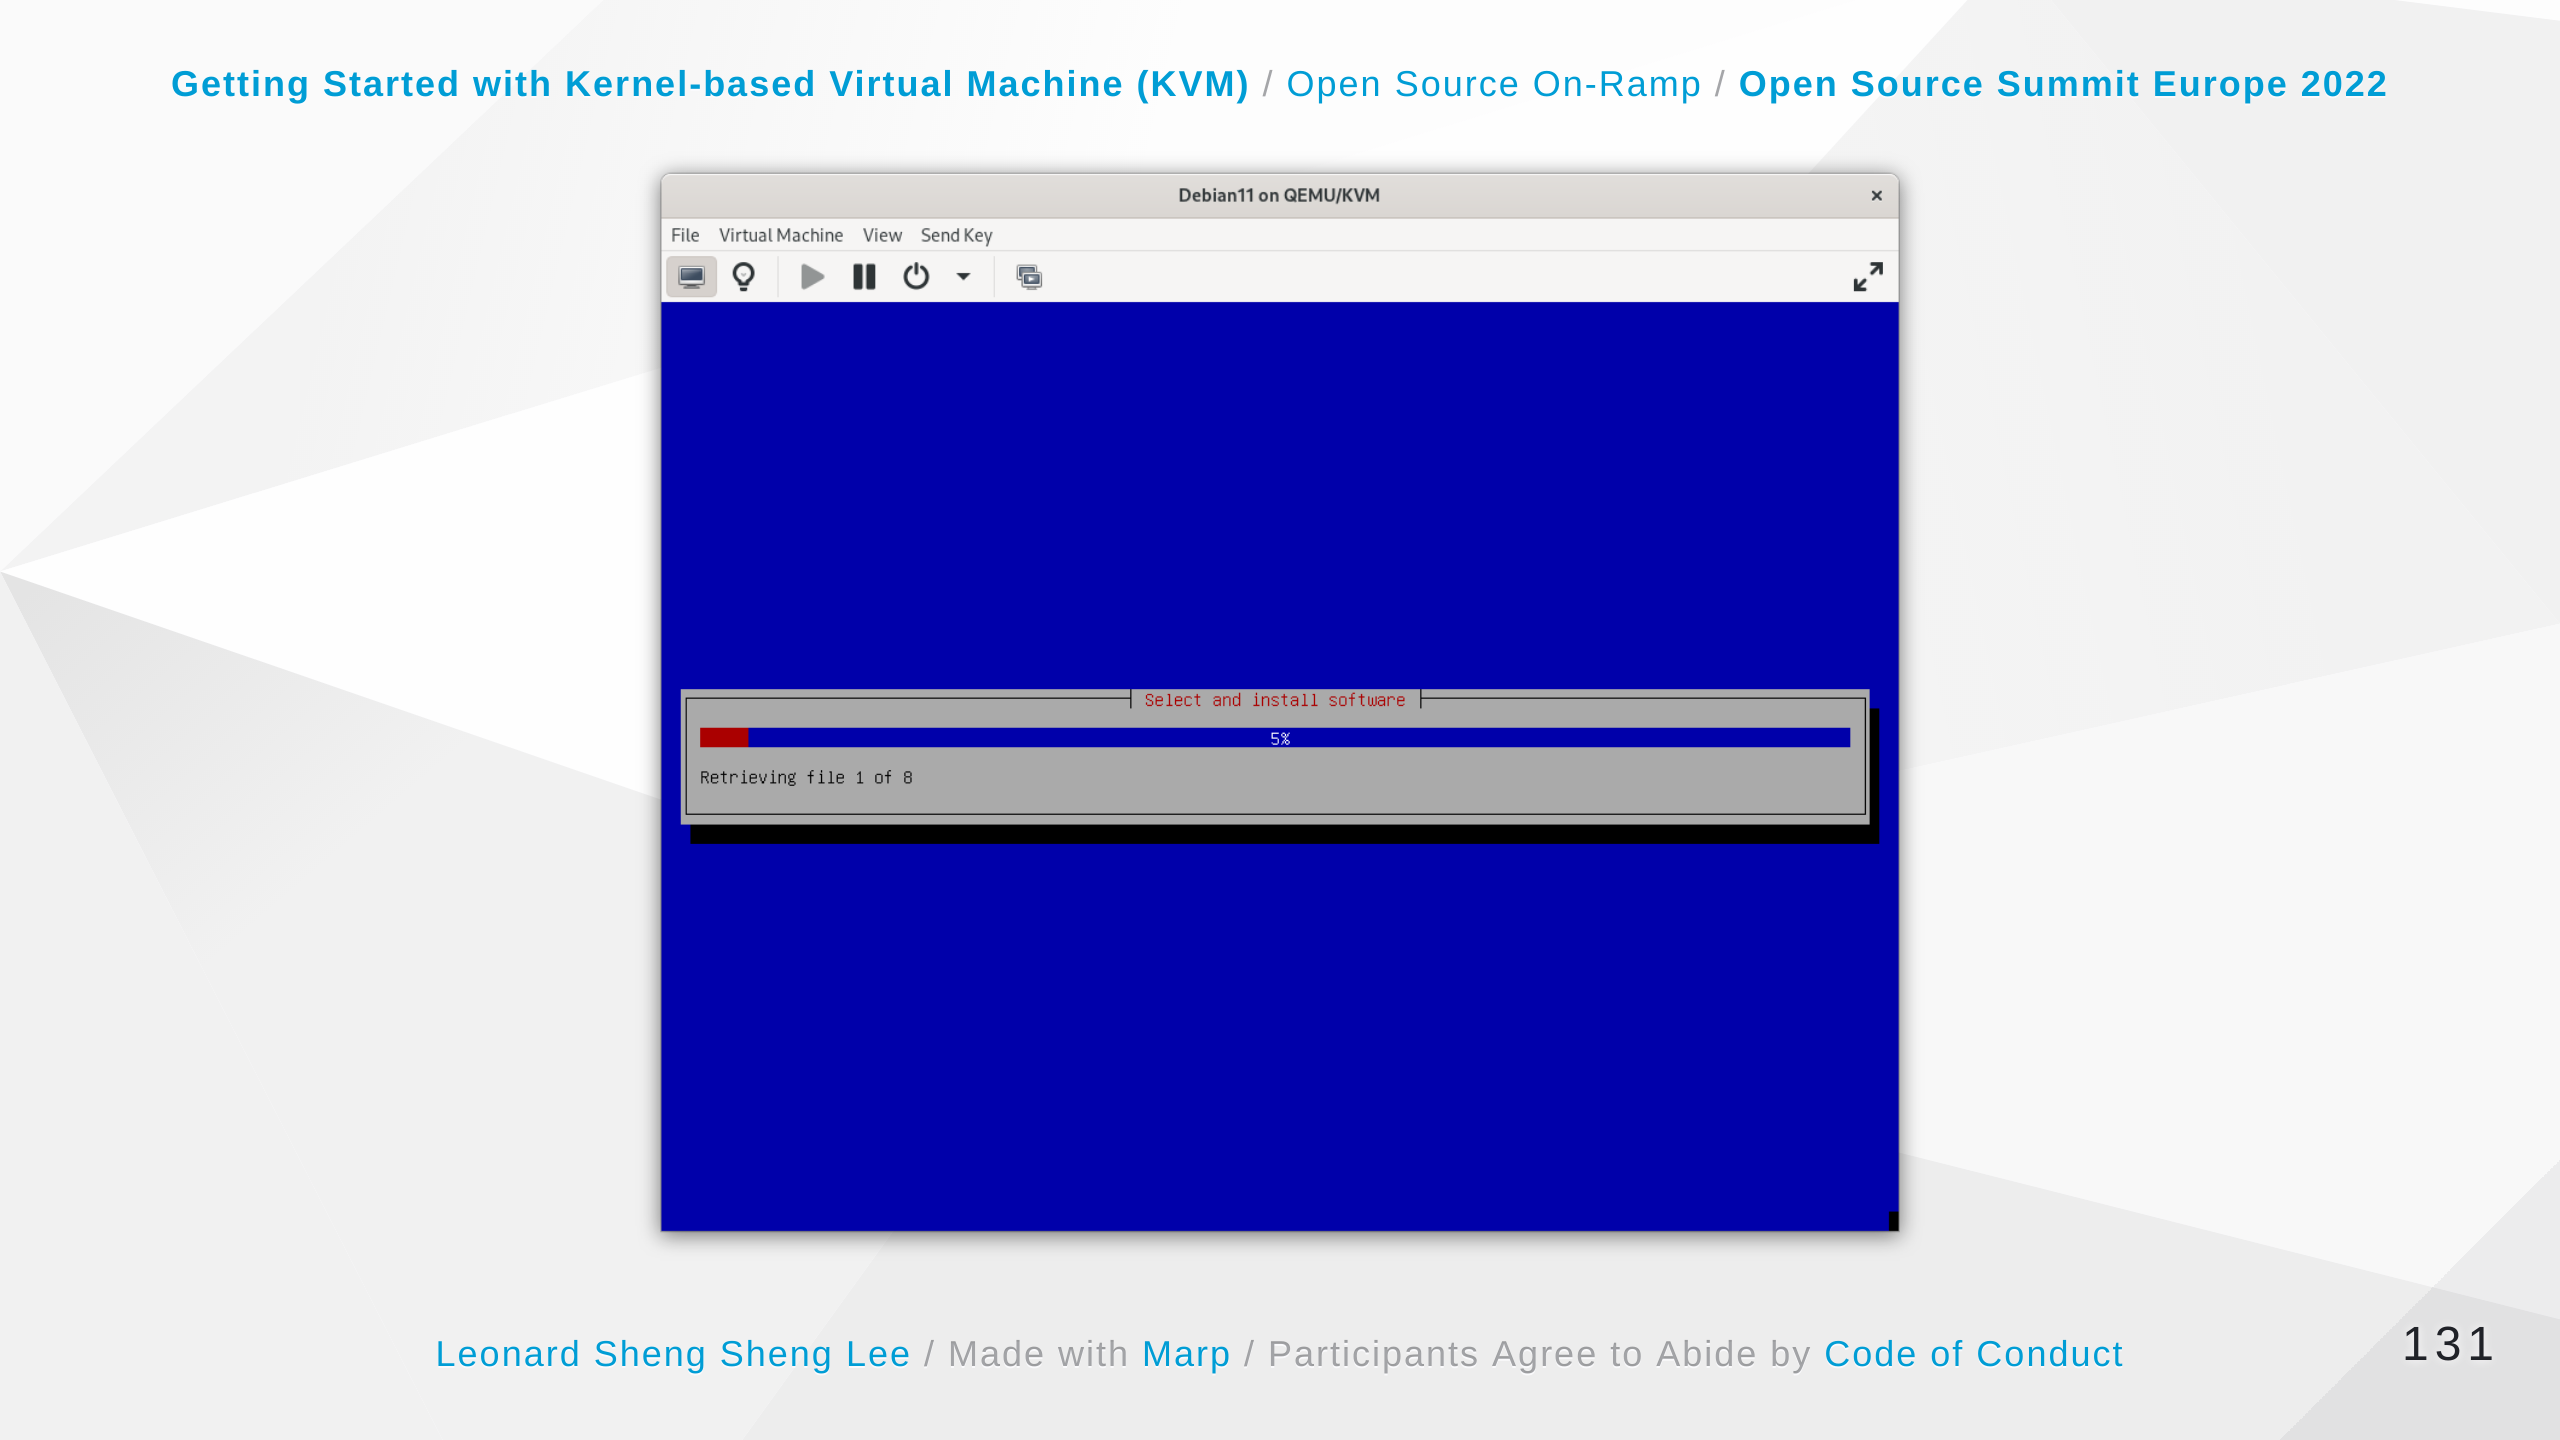 Getting Started with Kernel-based Virtual Machine (KVM) / Open Source On-Ramp / Open Source Summit Europe 2022
Debian11 on QEMU/KVM
File Virtual Machine View Send Key
Select and install software
5%
Retrieving file 1 of 8
Leonard Sheng Sheng Lee / Made with Marp / Participants Agree to Abide by Code of Conduct
131